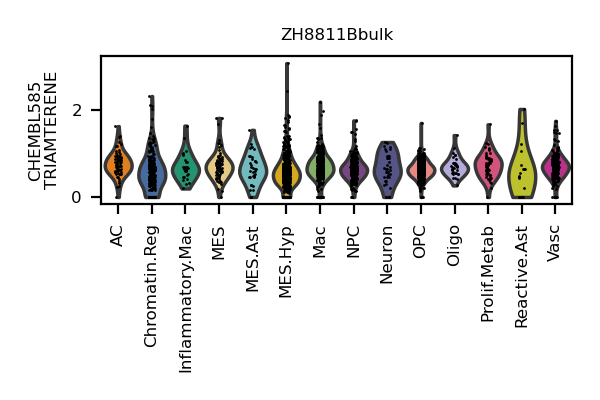 ZH8811Bbulk
CHEMBL585
TRIAMTERENE
2
0
AC
Chromatin.Reg
Inflammatory.Mac
MES
MES.Ast
MES.Hyp
Mac
NPC
Neuron
OPC
Oligo
Prolif.Metab
Reactive.Ast
Vasc